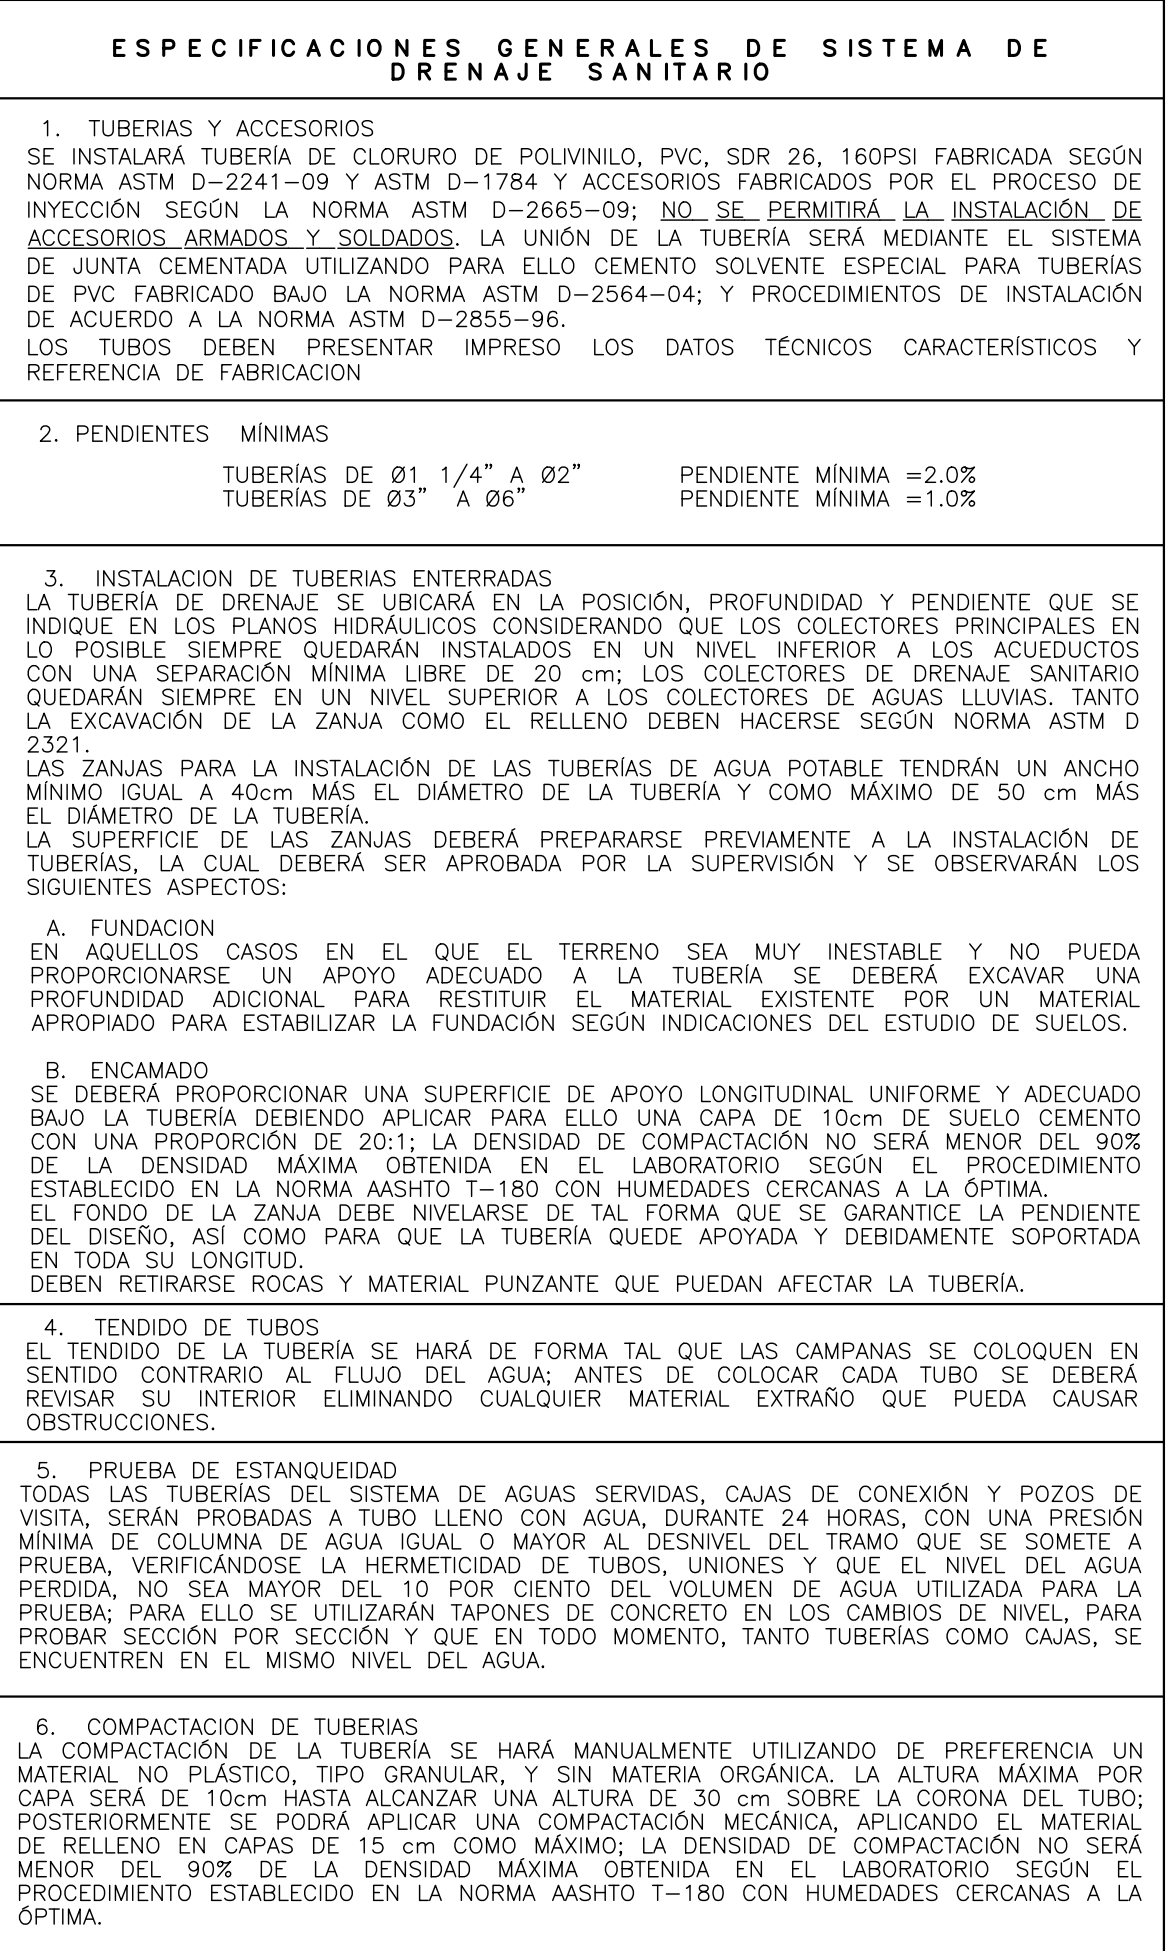 ESPECIFICACIONES GENERALES DE SISTEMA DE
DRENAJE SANITARIO
1. TUBERIAS Y ACCESORIOS
SE INSTALARÁ TUBERÍA DE CLORURO DE POLIVINILO, PVC, SDR 26, 160PSI FABRICADA SEGÚN
NORMA ASTM D-2241-09 Y ASTM D-1784 Y ACCESORIOS FABRICADOS POR EL PROCESO DE
INYECCIÓN SEGÚN LA NORMA ASTM D-2665-09; NO SE PERMITIRÁ LA INSTALACIÓN DE
ACCESORIOS ARMADOS Y SOLDADOS. LA UNIÓN DE LA TUBERÍA SERÁ MEDIANTE EL SISTEMA
DE JUNTA CEMENTADA UTILIZANDO PARA ELLO CEMENTO SOLVENTE ESPECIAL PARA TUBERÍAS
DE PVC FABRICADO BAJO LA NORMA ASTM D-2564-04; Y PROCEDIMIENTOS DE INSTALACIÓN
DE ACUERDO A LA NORMA ASTM D-2855-96.
LOS TUBOS DEBEN PRESENTAR IMPRESO LOS DATOS TÉCNICOS CARACTERÍSTICOS Y
REFERENCIA DE FABRICACION
2. PENDIENTES MÍNIMAS
TUBERÍAS DE Ø1 1/4" A Ø2" PENDIENTE MÍNIMA =2.0%
TUBERÍAS DE Ø3" A Ø6" PENDIENTE MÍNIMA =1.0%
3. INSTALACION DE TUBERIAS ENTERRADAS
LA TUBERÍA DE DRENAJE SE UBICARÁ EN LA POSICIÓN, PROFUNDIDAD Y PENDIENTE QUE SE
INDIQUE EN LOS PLANOS HIDRÁULICOS CONSIDERANDO QUE LOS COLECTORES PRINCIPALES EN
LO POSIBLE SIEMPRE QUEDARÁN INSTALADOS EN UN NIVEL INFERIOR A LOS ACUEDUCTOS
CON UNA SEPARACIÓN MÍNIMA LIBRE DE 20 cm; LOS COLECTORES DE DRENAJE SANITARIO
QUEDARÁN SIEMPRE EN UN NIVEL SUPERIOR A LOS COLECTORES DE AGUAS LLUVIAS. TANTO
LA EXCAVACIÓN DE LA ZANJA COMO EL RELLENO DEBEN HACERSE SEGÚN NORMA ASTM D
2321.
LAS ZANJAS PARA LA INSTALACIÓN DE LAS TUBERÍAS DE AGUA POTABLE TENDRÁN UN ANCHO
MÍNIMO IGUAL A 40cm MÁS EL DIÁMETRO DE LA TUBERÍA Y COMO MÁXIMO DE 50 cm MÁS
EL DIÁMETRO DE LA TUBERÍA.
LA SUPERFICIE DE LAS ZANJAS DEBERÁ PREPARARSE PREVIAMENTE A LA INSTALACIÓN DE
TUBERÍAS, LA CUAL DEBERÁ SER APROBADA POR LA SUPERVISIÓN Y SE OBSERVARÁN LOS
SIGUIENTES ASPECTOS:
A. FUNDACION
EN AQUELLOS CASOS EN EL QUE EL TERRENO SEA MUY INESTABLE Y NO PUEDA
PROPORCIONARSE UN APOYO ADECUADO A LA TUBERÍA SE DEBERÁ EXCAVAR UNA
PROFUNDIDAD ADICIONAL PARA RESTITUIR EL MATERIAL EXISTENTE POR UN MATERIAL
APROPIADO PARA ESTABILIZAR LA FUNDACIÓN SEGÚN INDICACIONES DEL ESTUDIO DE SUELOS.
B. ENCAMADO
SE DEBERÁ PROPORCIONAR UNA SUPERFICIE DE APOYO LONGITUDINAL UNIFORME Y ADECUADO
BAJO LA TUBERÍA DEBIENDO APLICAR PARA ELLO UNA CAPA DE 10cm DE SUELO CEMENTO
CON UNA PROPORCIÓN DE 20:1; LA DENSIDAD DE COMPACTACIÓN NO SERÁ MENOR DEL 90%
DE LA DENSIDAD MÁXIMA OBTENIDA EN EL LABORATORIO SEGÚN EL PROCEDIMIENTO
ESTABLECIDO EN LA NORMA AASHTO T-180 CON HUMEDADES CERCANAS A LA ÓPTIMA.
EL FONDO DE LA ZANJA DEBE NIVELARSE DE TAL FORMA QUE SE GARANTICE LA PENDIENTE
DEL DISEÑO, ASÍ COMO PARA QUE LA TUBERÍA QUEDE APOYADA Y DEBIDAMENTE SOPORTADA
EN TODA SU LONGITUD.
DEBEN RETIRARSE ROCAS Y MATERIAL PUNZANTE QUE PUEDAN AFECTAR LA TUBERÍA.
4. TENDIDO DE TUBOS
EL TENDIDO DE LA TUBERÍA SE HARÁ DE FORMA TAL QUE LAS CAMPANAS SE COLOQUEN EN
SENTIDO CONTRARIO AL FLUJO DEL AGUA; ANTES DE COLOCAR CADA TUBO SE DEBERÁ
REVISAR SU INTERIOR ELIMINANDO CUALQUIER MATERIAL EXTRAÑO QUE PUEDA CAUSAR
OBSTRUCCIONES.
5. PRUEBA DE ESTANQUEIDAD
TODAS LAS TUBERÍAS DEL SISTEMA DE AGUAS SERVIDAS, CAJAS DE CONEXIÓN Y POZOS DE
VISITA, SERÁN PROBADAS A TUBO LLENO CON AGUA, DURANTE 24 HORAS, CON UNA PRESIÓN
MÍNIMA DE COLUMNA DE AGUA IGUAL O MAYOR AL DESNIVEL DEL TRAMO QUE SE SOMETE A
PRUEBA, VERIFICÁNDOSE LA HERMETICIDAD DE TUBOS, UNIONES Y QUE EL NIVEL DEL AGUA
PERDIDA, NO SEA MAYOR DEL 10 POR CIENTO DEL VOLUMEN DE AGUA UTILIZADA PARA LA
PRUEBA; PARA ELLO SE UTILIZARÁN TAPONES DE CONCRETO EN LOS CAMBIOS DE NIVEL, PARA
PROBAR SECCIÓN POR SECCIÓN Y QUE EN TODO MOMENTO, TANTO TUBERÍAS COMO CAJAS, SE
ENCUENTREN EN EL MISMO NIVEL DEL AGUA.
6. COMPACTACION DE TUBERIAS
LA COMPACTACIÓN DE LA TUBERÍA SE HARÁ MANUALMENTE UTILIZANDO DE PREFERENCIA UN
MATERIAL NO PLÁSTICO, TIPO GRANULAR, Y SIN MATERIA ORGÁNICA. LA ALTURA MÁXIMA POR
CAPA SERÁ DE 10cm HASTA ALCANZAR UNA ALTURA DE 30 cm SOBRE LA CORONA DEL TUBO;
POSTERIORMENTE SE PODRÁ APLICAR UNA COMPACTACIÓN MECÁNICA, APLICANDO EL MATERIAL
DE RELLENO EN CAPAS DE 15 cm COMO MÁXIMO; LA DENSIDAD DE COMPACTACIÓN NO SERÁ
MENOR DEL 90% DE LA DENSIDAD MÁXIMA OBTENIDA EN EL LABORATORIO SEGÚN EL
PROCEDIMIENTO ESTABLECIDO EN LA NORMA AASHTO T-180 CON HUMEDADES CERCANAS A LA
ÓPTIMA.